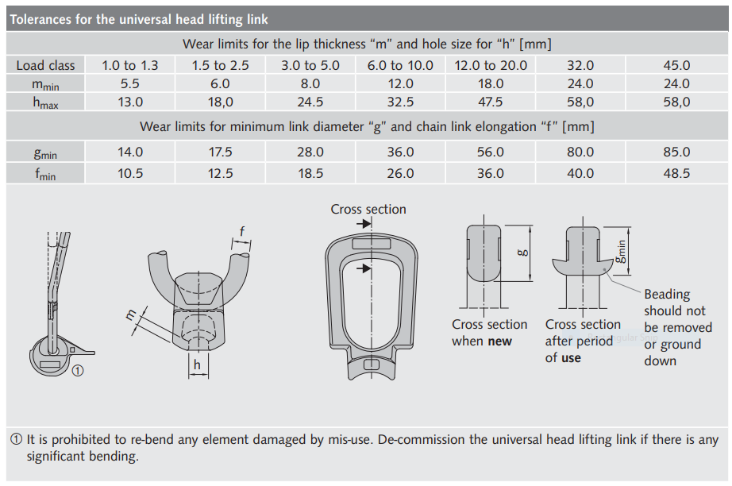 Tolerances for the universal head lifting link
Wear limits for the lip thickness “m” and hole size for “h” [mm]
Load class 1.0 to 1.3 1.5 to 2.5 3.0 to 5.0 6.0 to 10.0 12.0 to 20.0 32.0 45.0
mmin 5.5 6.0 8.0 12.0 18.0 24.0 24.0
hmax 13.0 18,0 24.5 32.5 47.5 58,0 58,0
Wear limits for minimum link diameter “g” and chain link elongation “f” [mm]
gmin 14.0 17.5 28.0 36.0 56.0 80.0 85.0
fmin 10.5 12.5 18.5 26.0 36.0 40.0 48.5
Cross section
f
g
gmin
m
h
①
Cross section
when new
Cross section
after period
of use
Beading
should not
be removed
or ground
down
① It is prohibited to re-bend any element damaged by mis-use. De-commission the universal head lifting link if there is any
significant bending.